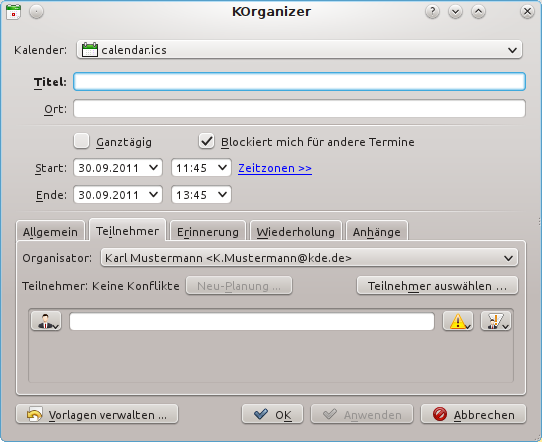 KOrganizer
Kalender: calendar.ics
Titel:
Ort:
Ganztägig Blockiert mich für andere Termine
Start: 30.09.2011 11:45 Zeitzonen >>
Ende: 30.09.2011 13:45
Allgemein Teilnehmer Erinnerung Wiederholung Anhänge
Organisator: Karl Mustermann <K.Mustermann@kde.de>
Teilnehmer: Keine Konflikte Neu-Planung ... Teilnehmer auswählen ...
Vorlagen verwalten ... OK Anwenden Abbrechen